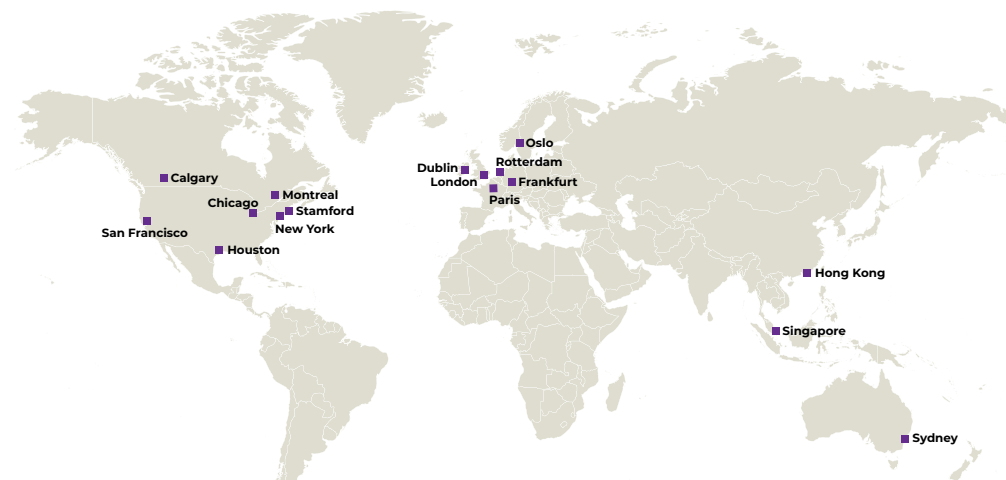 Oslo
Rotterdam
Dublin
Calgary
London
Frankfurt
Montreal
Paris
Chicago
Stamford
New York
San Francisco
Houston
Hong Kong
Singapore
Sydney